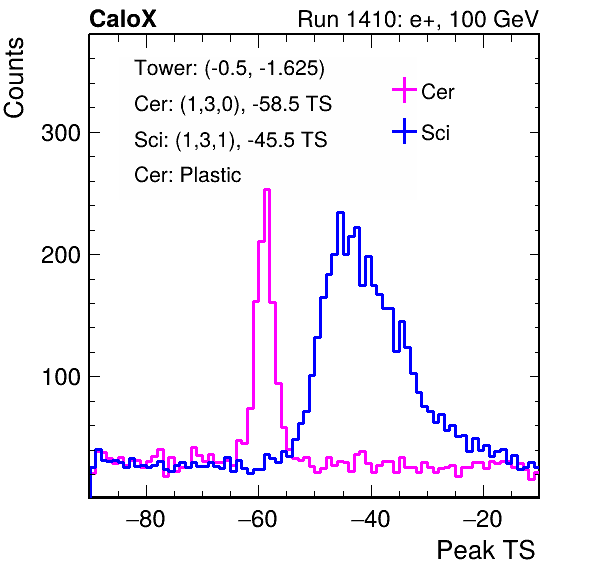 CaloX Run 1410: e+, 100 GeV
Counts
Tower: (-0.5, -1.625)
Cer: (1,3,0), -58.5 TS
Sci: (1,3,1), -45.5 TS
Cer: Plastic
Cer
Sci
300
200
100
−80 −60 −40 −20
Peak TS